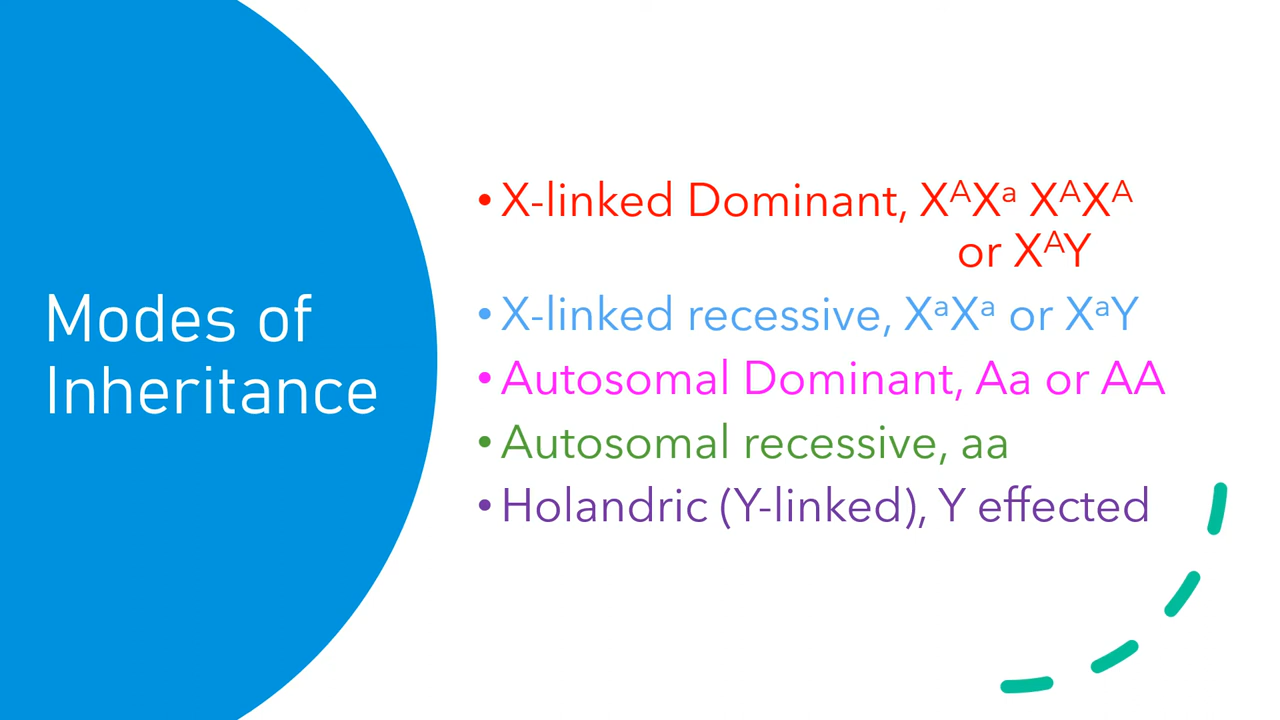 Modes of
Inheritance
• X-linked Dominant, XᴬXᵃ XᴬXᴬ
or XᴬY
• X-linked recessive, XᵃXᵃ or XᵃY
• Autosomal Dominant, Aa or AA
• Autosomal recessive, aa
• Holandric (Y-linked), Y effected